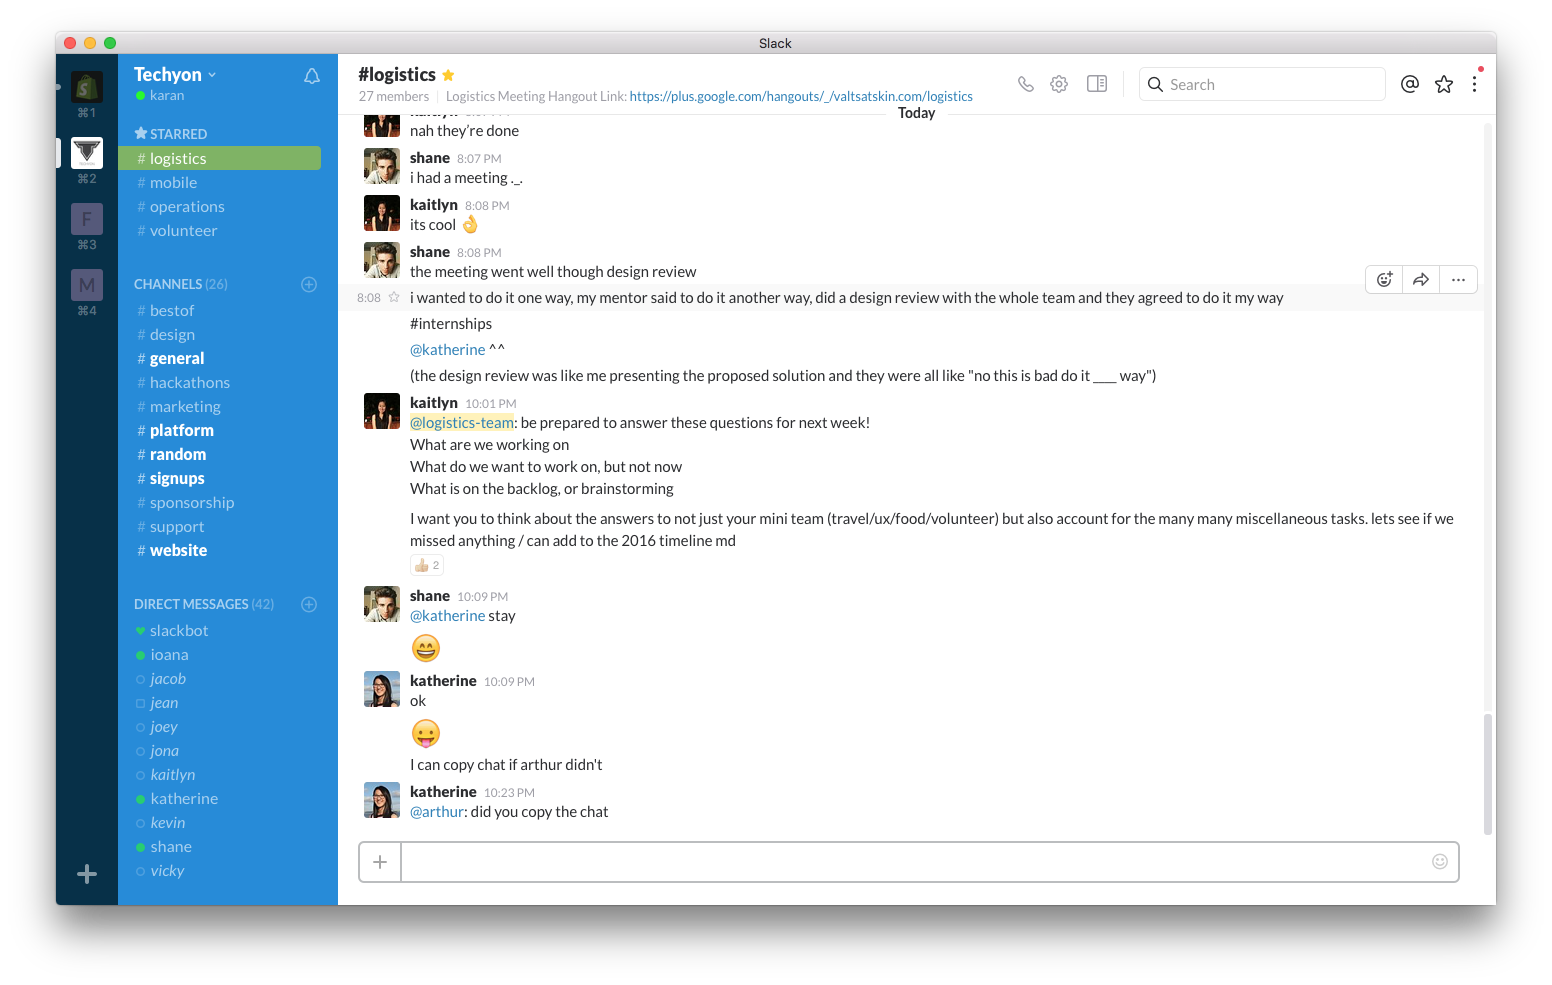 Slack
⌘1
⌘2
F
⌘3
M
⌘4
Techyon
karan
STARRED
# logistics
# mobile
# operations
# volunteer
CHANNELS (26)
# bestof
# design
# general
# hackathons
# marketing
# platform
# random
# signups
# sponsorship
# support
# website
DIRECT MESSAGES (42)
slackbot
ioana
jacob
jean
joey
jona
kaitlyn
katherine
kevin
shane
vicky
#logistics
27 members | Logistics Meeting Hangout Link: https://plus.google.com/hangouts/_/valtsatskin.com/logistics
Search
Today
nah they’re done
shane 8:07 PM
i had a meeting ._.
kaitlyn 8:08 PM
its cool 👌
shane 8:08 PM
the meeting went well though design review
8:08 i wanted to do it one way, my mentor said to do it another way, did a design review with the whole team and they agreed to do it my way
#internships
@katherine ^^
(the design review was like me presenting the proposed solution and they were all like "no this is bad do it ___ way")
kaitlyn 10:01 PM
@logistics-team: be prepared to answer these questions for next week!
What are we working on
What do we want to work on, but not now
What is on the backlog, or brainstorming
I want you to think about the answers to not just your mini team (travel/ux/food/volunteer) but also account for the many many miscellaneous tasks. lets see if we
missed anything / can add to the 2016 timeline md
👍 2
shane 10:09 PM
@katherine stay
😄
katherine 10:09 PM
ok
😛
I can copy chat if arthur didn't
katherine 10:23 PM
@arthur: did you copy the chat